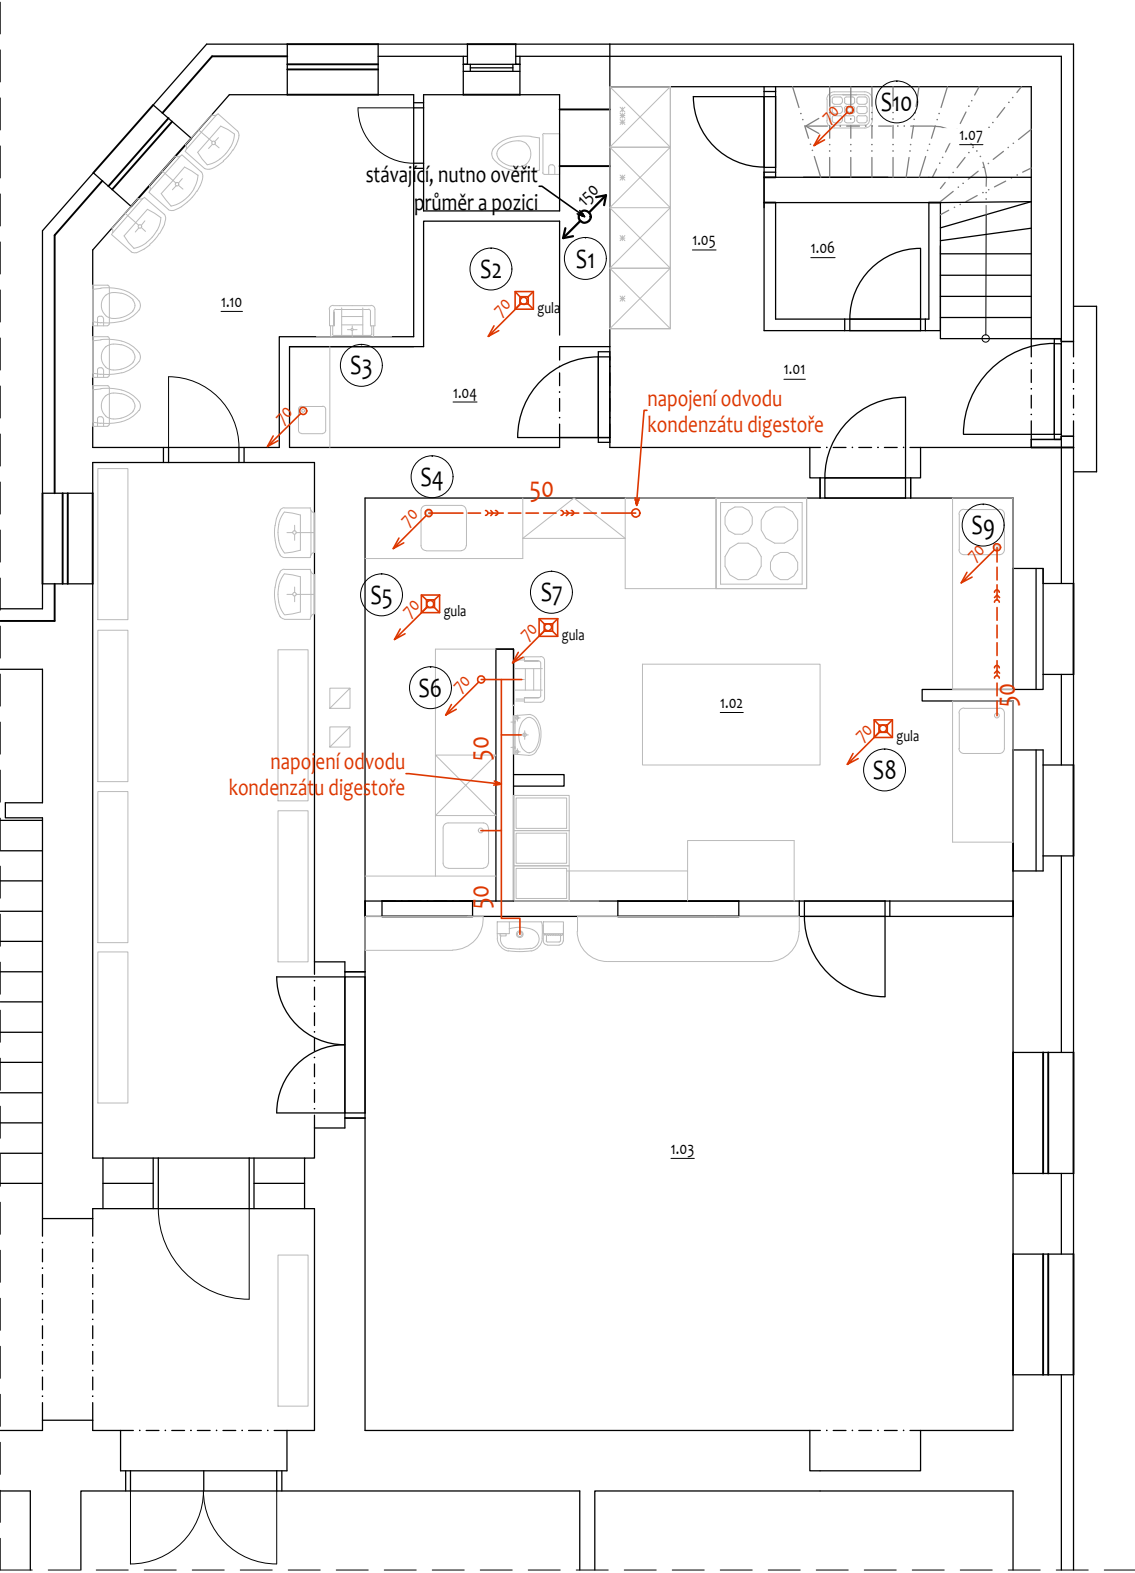 S10
70
1.07
stávající, nutno ověřit
průměr a pozici
150
S1
S2
70
gula
1.05
1.06
1.10
S3
70
1.04
1.01
napojení odvodu
kondenzátu digestoře
S4
50
70
S9
70
S5
70
gula
S7
70
gula
S6
70
50
1.02
50
70
gula
S8
napojení odvodu
kondenzátu digestoře
50
1.03